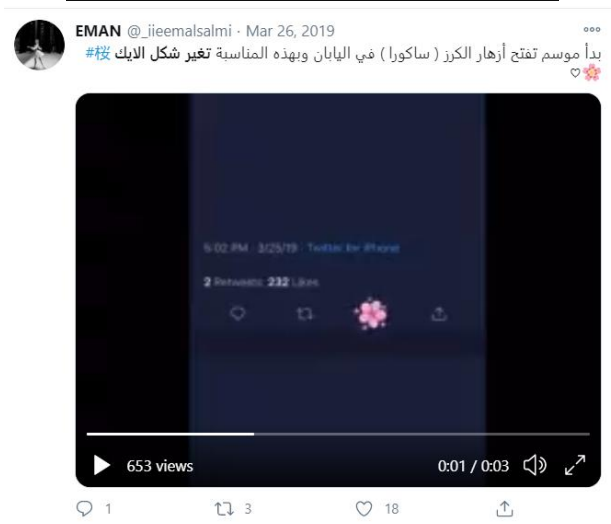 EMAN @_iieemalsalmi · Mar 26, 2019
بدأ موسم تفتح أزهار الكرز ( ساكورا ) في اليابان وبهذه المناسبة تغير شكل الايك #桜
🌸♡
5:02 PM · 3/25/19 · Twitter for iPhone
2 Retweets 232 Likes
653 views
0:01 / 0:03
1
3
18